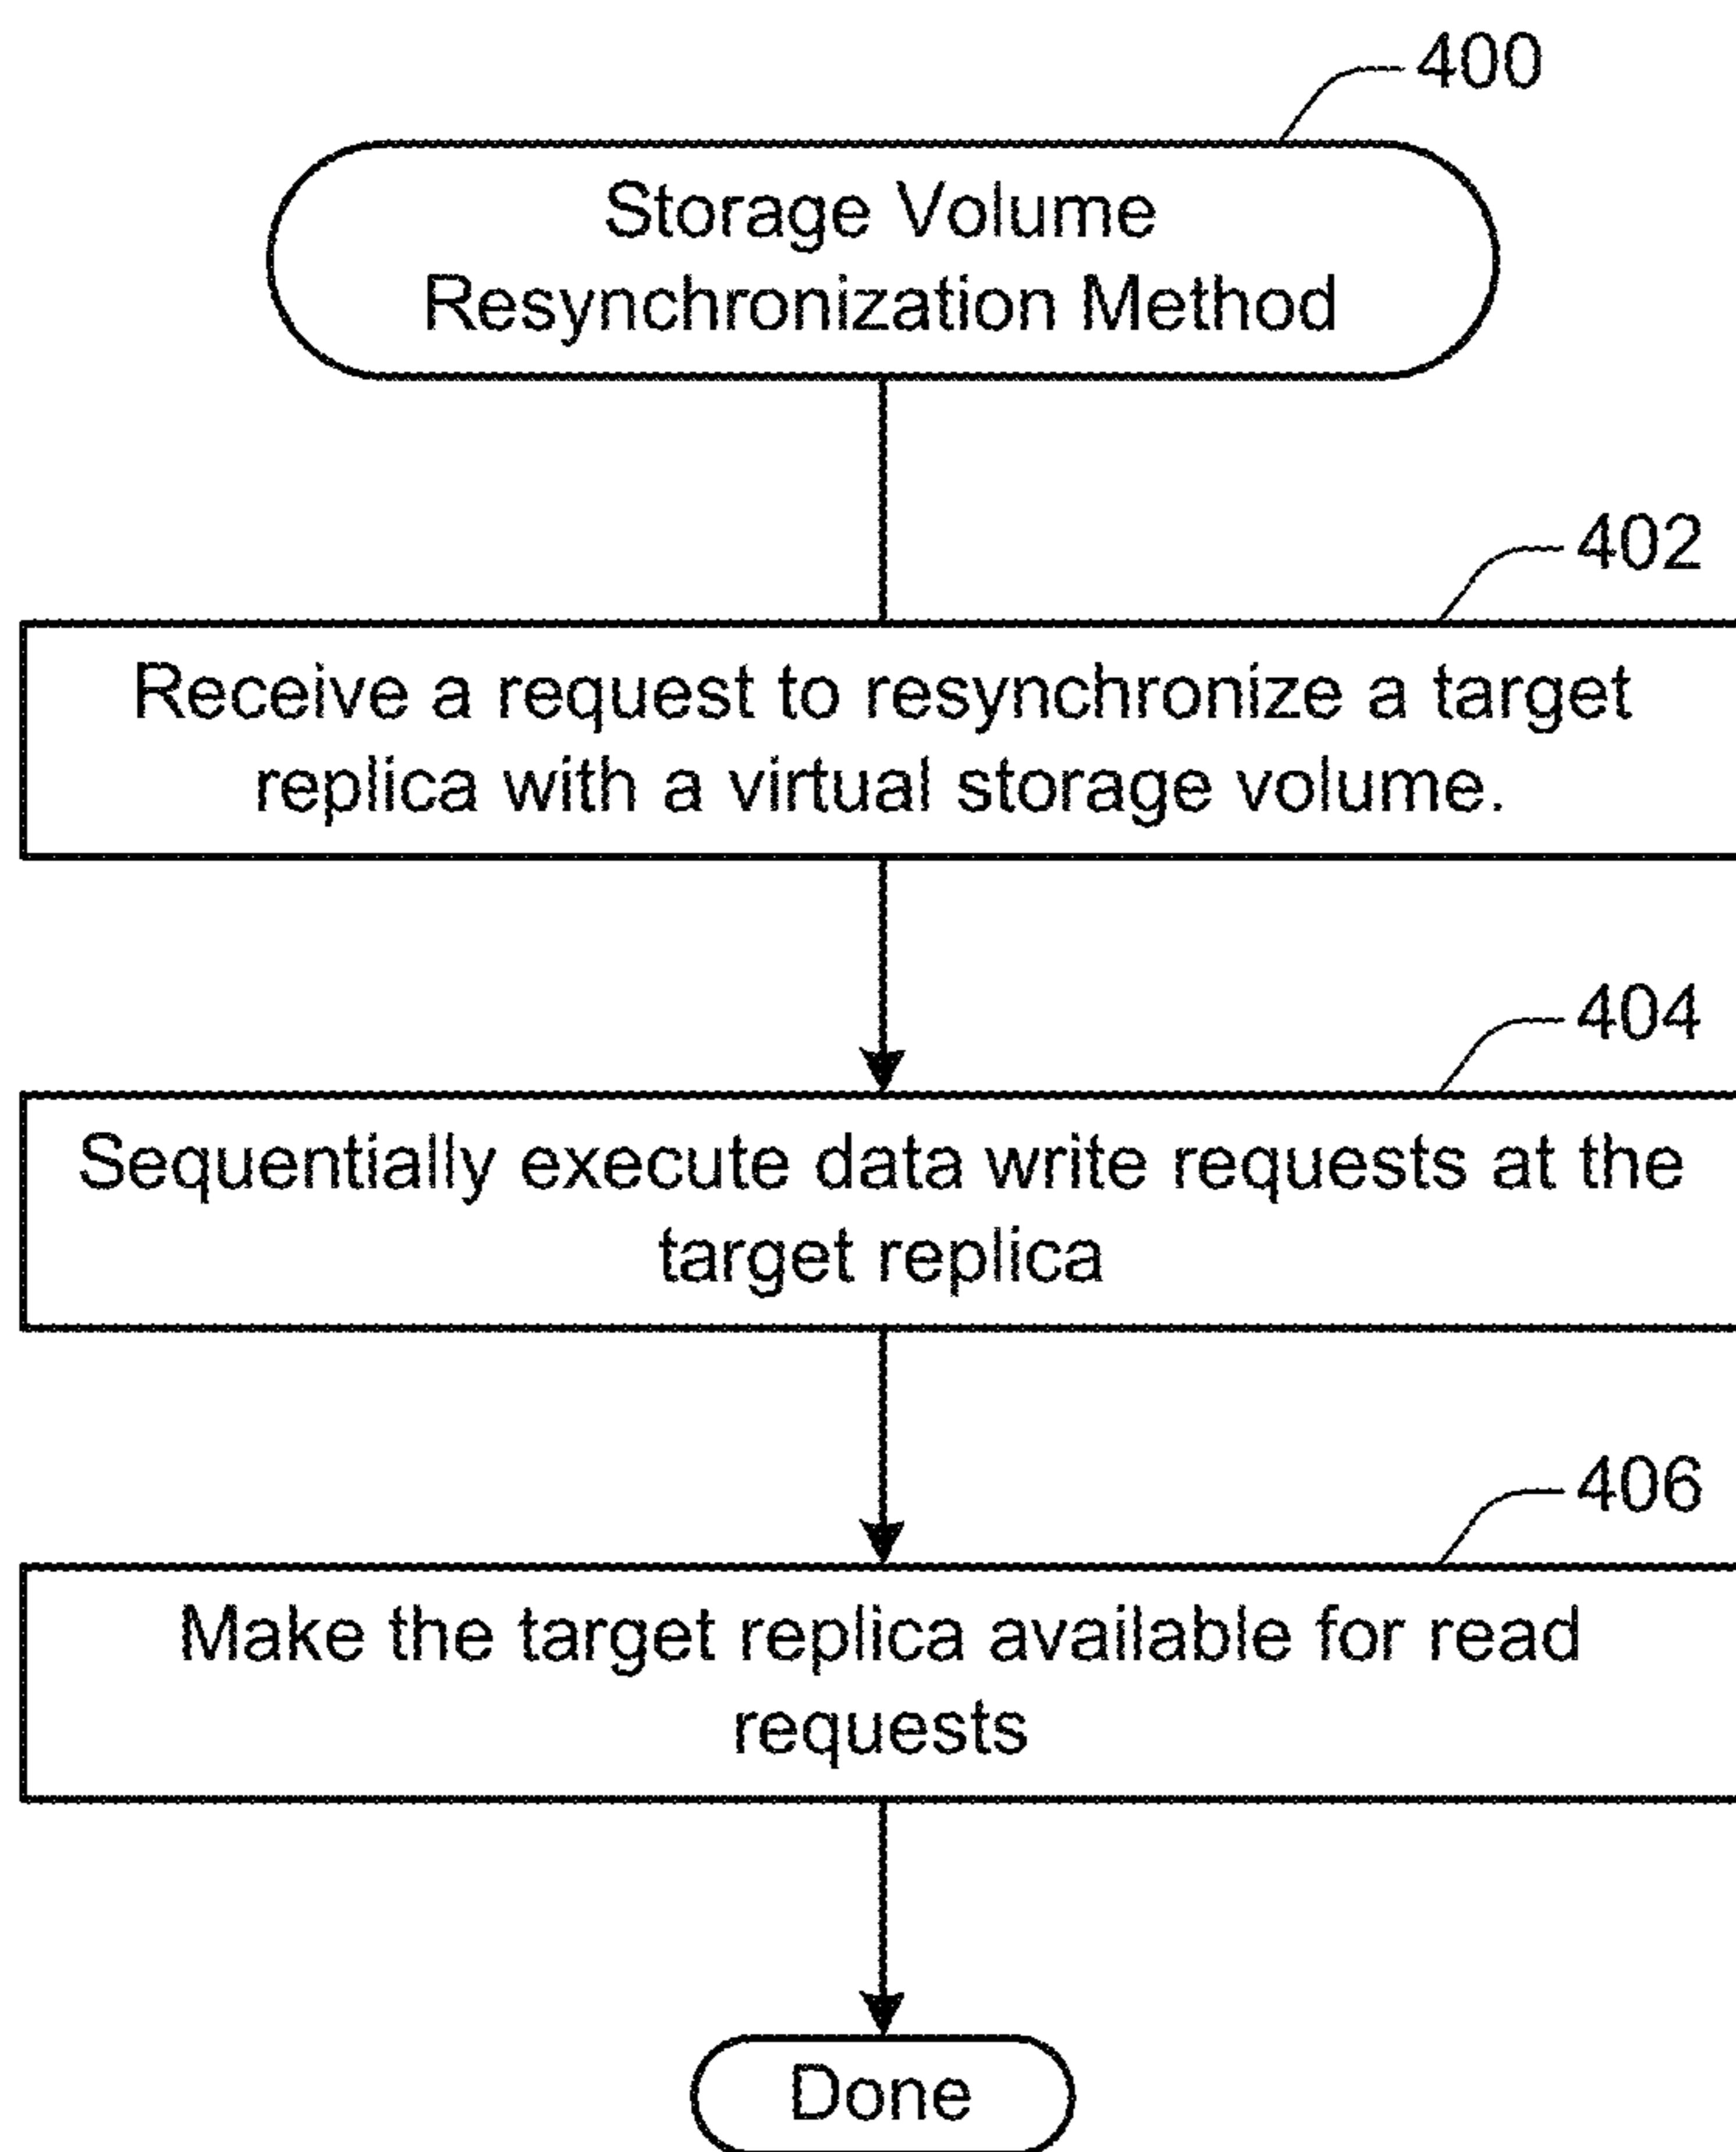 400
Storage Volume
Resynchronization Method
402
Receive a request to resynchronize a target
replica with a virtual storage volume.
404
Sequentially execute data write requests at the
target replica
406
Make the target replica available for read
requests
Done